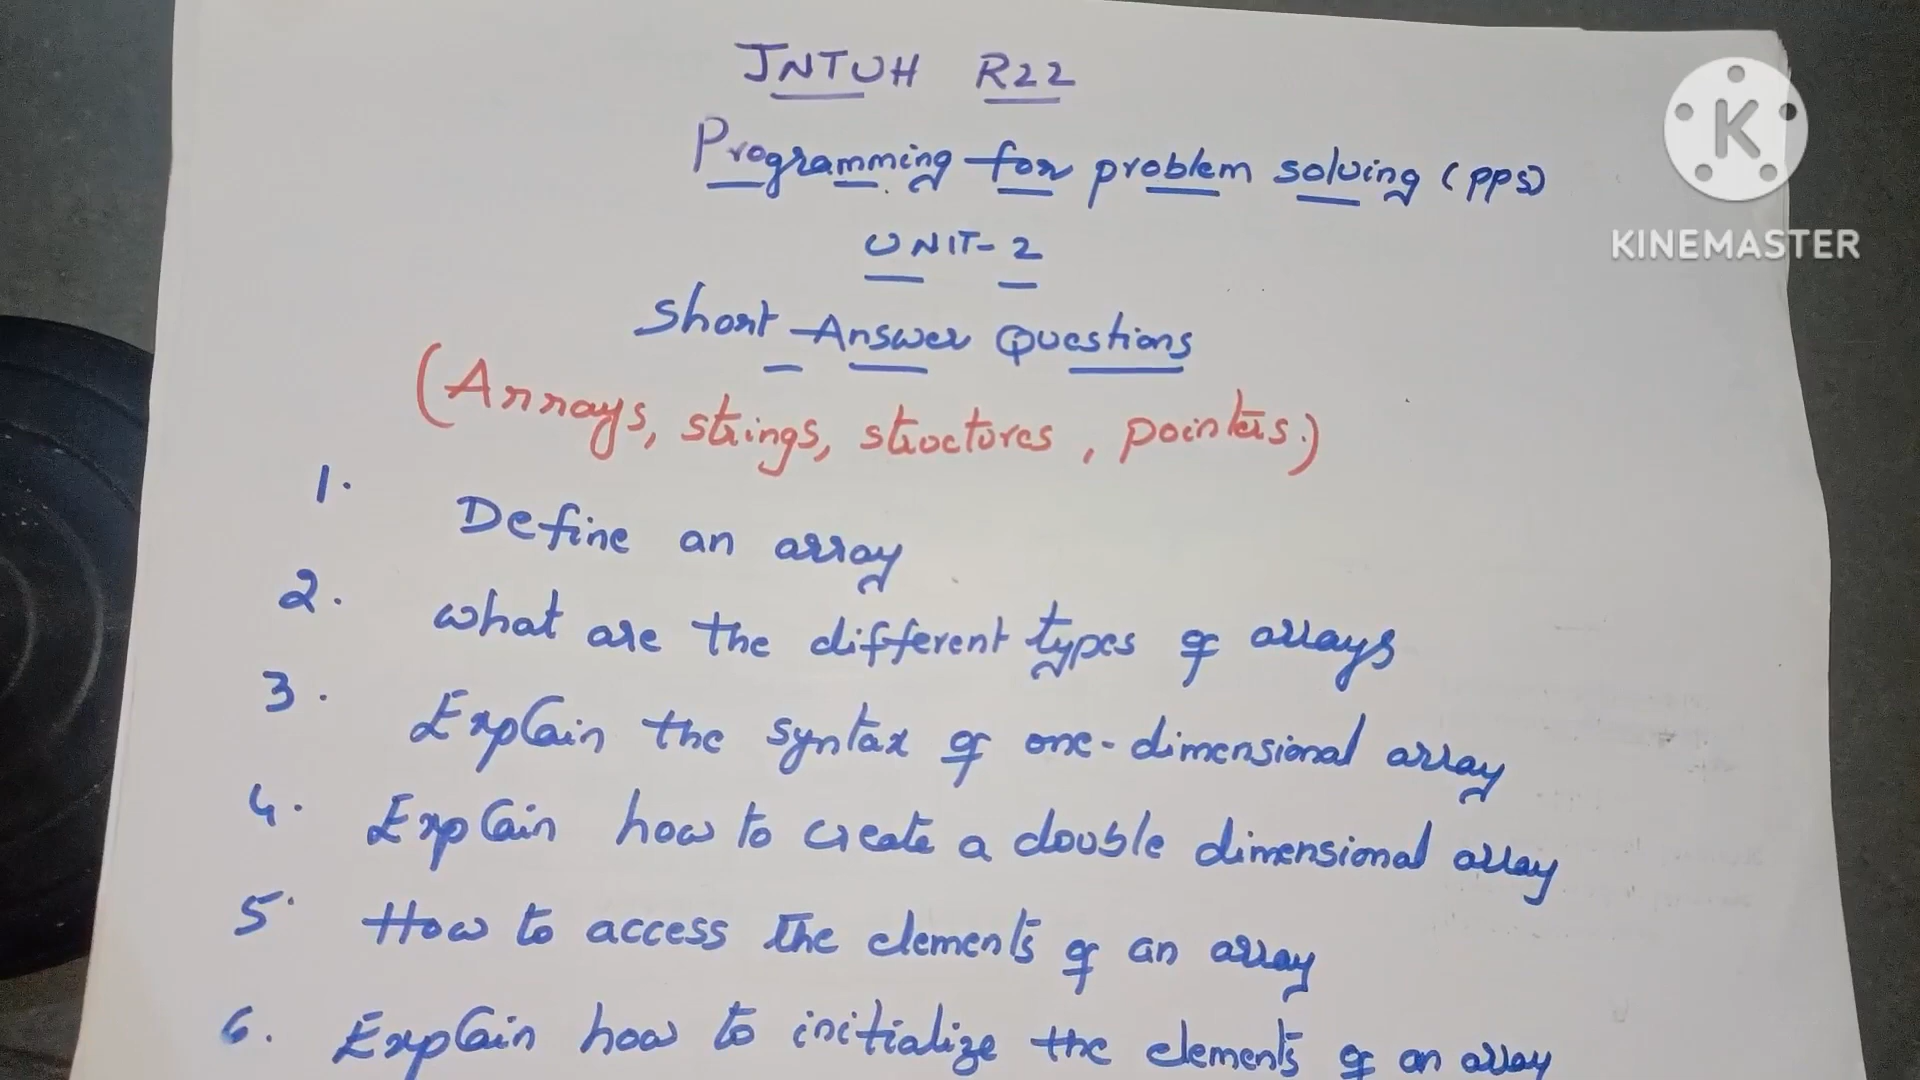 JNTUH R22
Programming for problem solving (PPS)
UNIT-2
Short Answer Questions
(Arrays, strings, structures, pointers.)
1. Define an array
2. What are the different types of arrays
3. Explain the syntax of one-dimensional array
4. Explain how to create a double dimensional array
5. How to access the elements of an array
6. Explain how to initialize the elements of an array
K
KINEMASTER